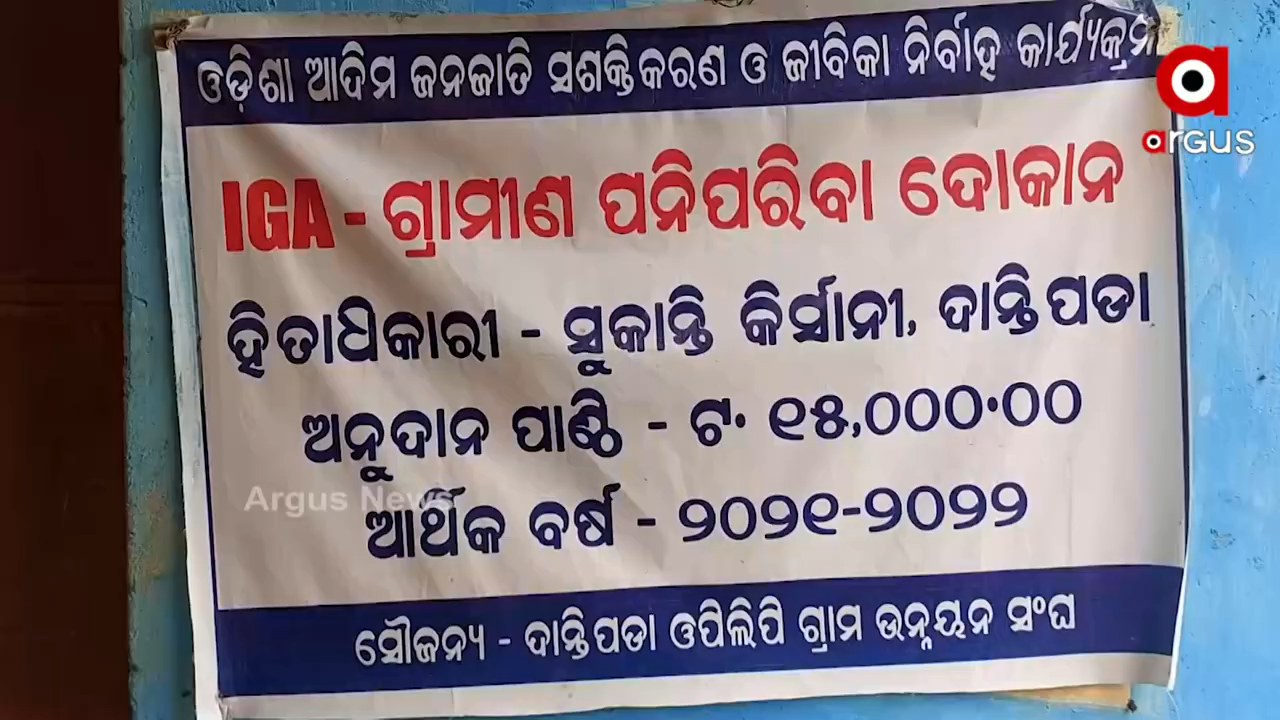 ଓଡ଼ିଶା ଆଦିମ ଜନଜାତି ସଶକ୍ତିକରଣ ଓ ଜୀବିକା ନିର୍ବାହ କାର୍ଯ୍ୟକ୍ରମ
argus
IGA - ଗ୍ରାମୀଣ ପନିପରିବା ଦୋକାନ
ହିତାଧିକାରୀ - ସୁକାନ୍ତି କିର୍ସାନୀ, ଦାନ୍ତିପଡା
ଅନୁଦାନ ପାଣ୍ଠି - ଟ. ୧୫,୦୦୦.୦୦
Argus News
ଆର୍ଥିକ ବର୍ଷ - ୨୦୨୧-୨୦୨୨
ସୌଜନ୍ୟ - ଦାନ୍ତିପଡା ଓପିଲିପି ଗ୍ରାମ ଉନ୍ନୟନ ସଂଘ